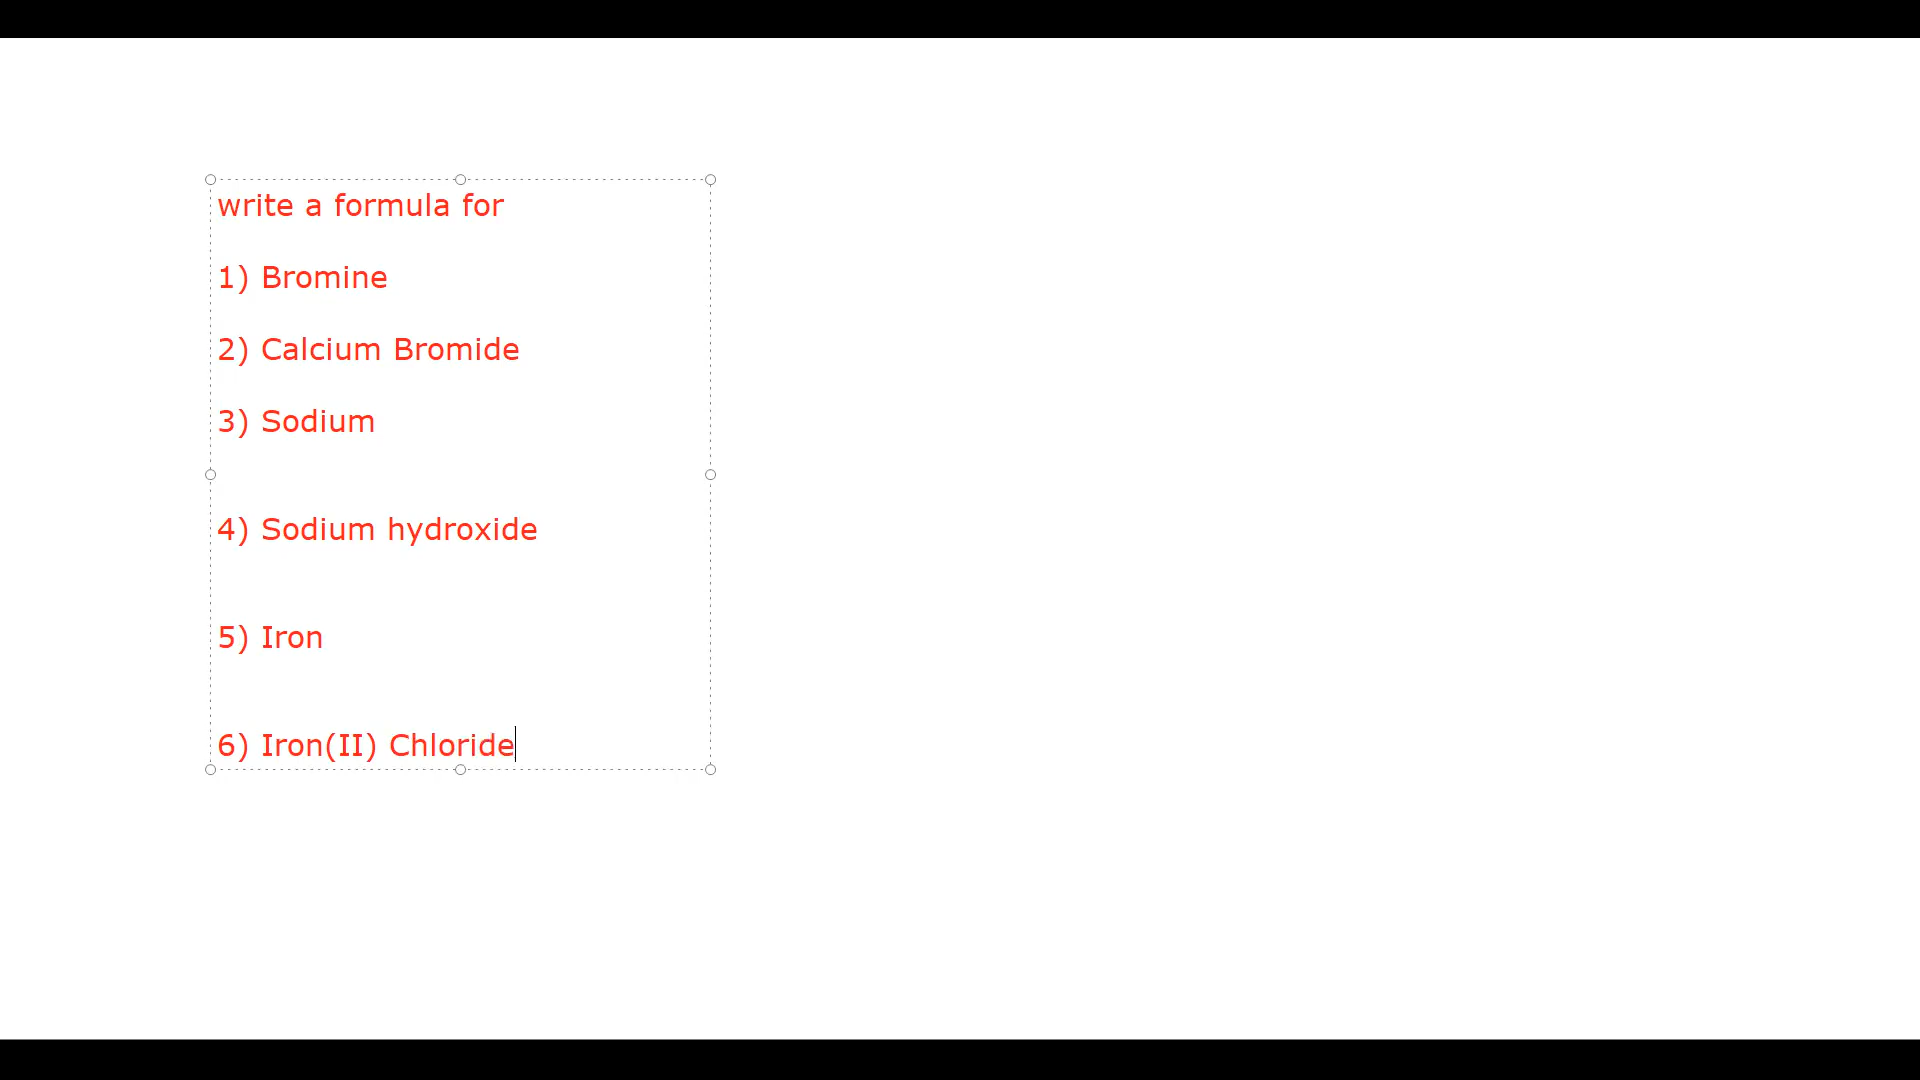 write a formula for
1) Bromine
2) Calcium Bromide
3) Sodium
4) Sodium hydroxide
5) Iron
6) Iron(II) Chloride